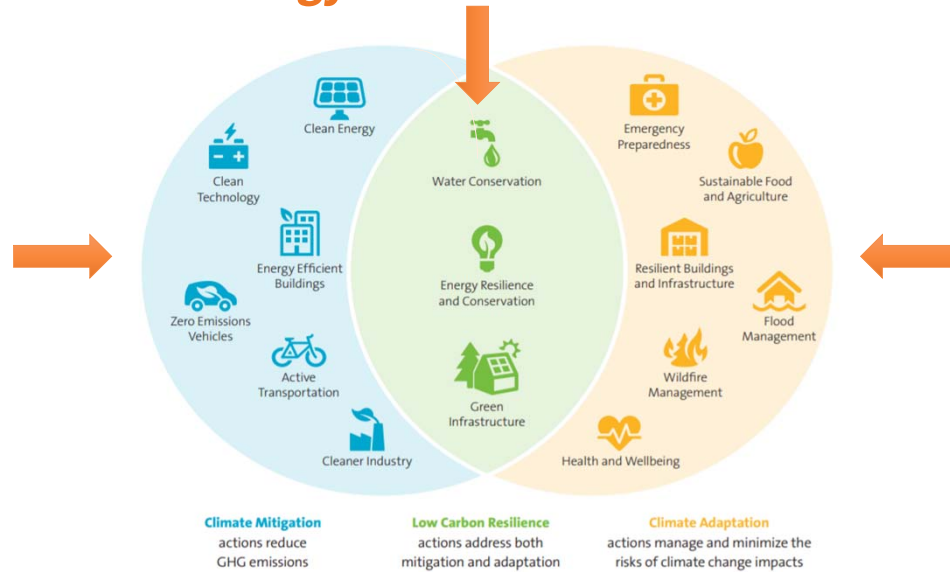 Clean Energy
Clean
Technology
Energy Efficient
Buildings
Zero Emissions
Vehicles
Active
Transportation
Cleaner Industry
Water Conservation
Energy Resilience
and Conservation
Green
Infrastructure
Emergency
Preparedness
Sustainable Food
and Agriculture
Resilient Buildings
and Infrastructure
Flood
Management
Wildfire
Management
Health and Wellbeing
Climate Mitigation
actions reduce
GHG emissions
Low Carbon Resilience
actions address both
mitigation and adaptation
Climate Adaptation
actions manage and minimize the
risks of climate change impacts